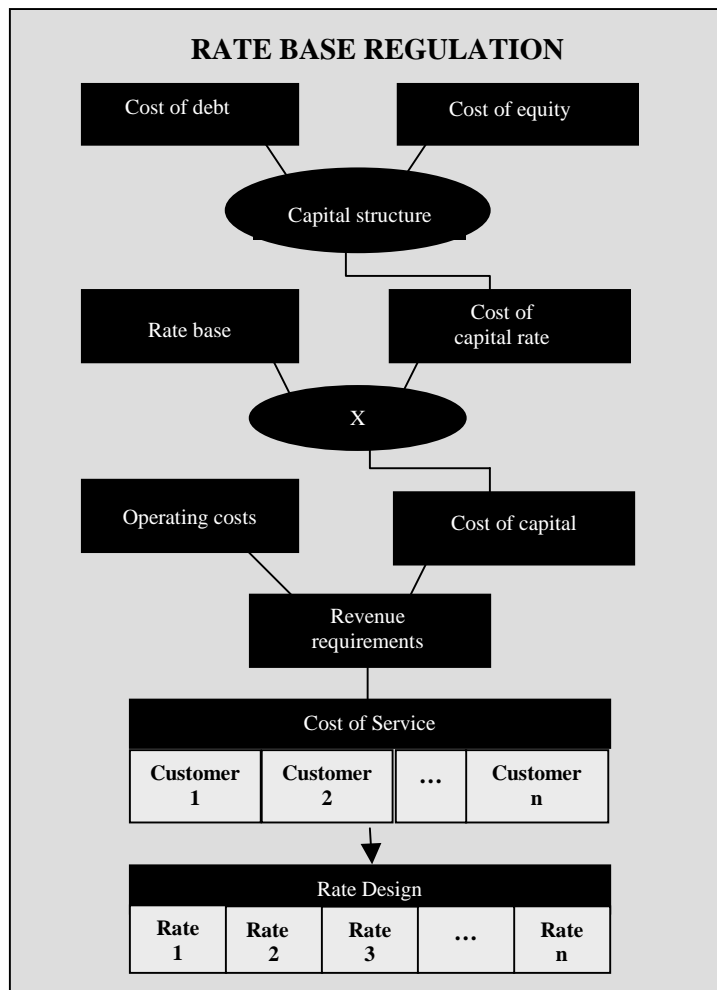 RATE BASE REGULATION
Cost of debt
Cost of equity
Capital structure
Rate base
Cost of
capital rate
X
Operating costs
Cost of capital
Revenue
requirements
Cost of Service
Customer
1
Customer
2
…
Customer
n
Rate Design
Rate
1
Rate
2
Rate
3
…
Rate
n